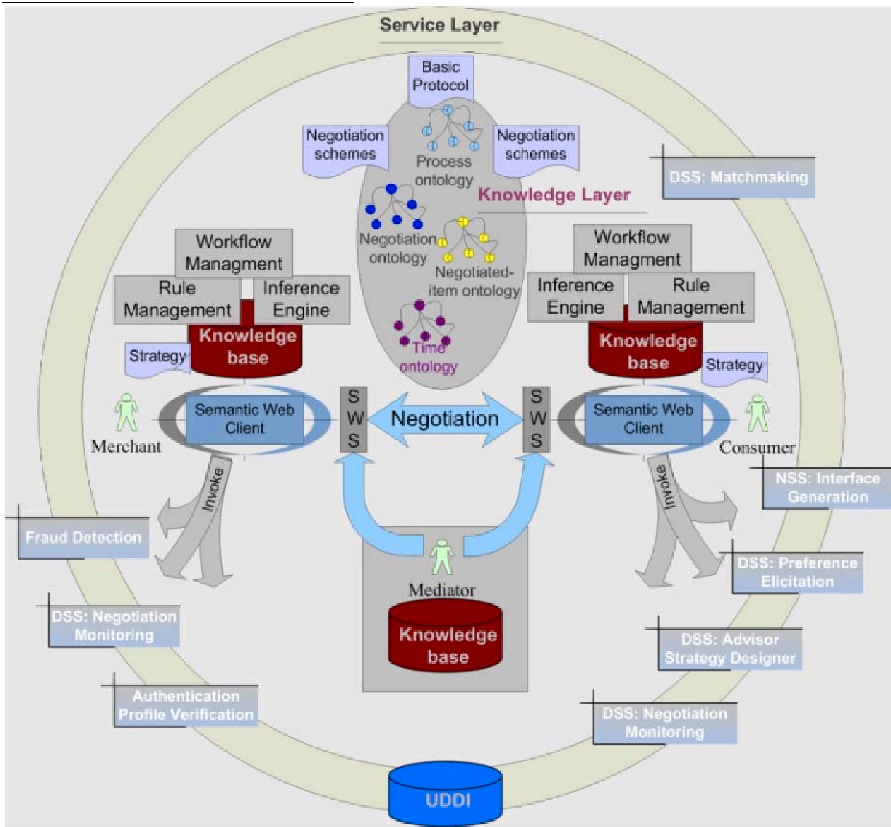 Service Layer
Basic
Protocol
Negotiation
schemes
Negotiation
schemes
Process
ontology
DSS: Matchmaking
Knowledge Layer
Negotiation
ontology
Negotiated-
item ontology
Time
ontology
Workflow
Managment
Rule
Management
Inference
Engine
Knowledge
base
Strategy
Workflow
Managment
Inference
Engine
Rule
Management
Knowledge
base
Strategy
Merchant
Semantic Web
Client
S
W
S
Negotiation
S
W
S
Semantic Web
Client
Consumer
Invoke
Invoke
NSS: Interface
Generation
Fraud Detection
DSS: Preference
Elicitation
Mediator
Knowledge
base
DSS: Negotiation
Monitoring
DSS: Advisor
Strategy Designer
Authentication
Profile Verification
DSS: Negotiation
Monitoring
UDDI